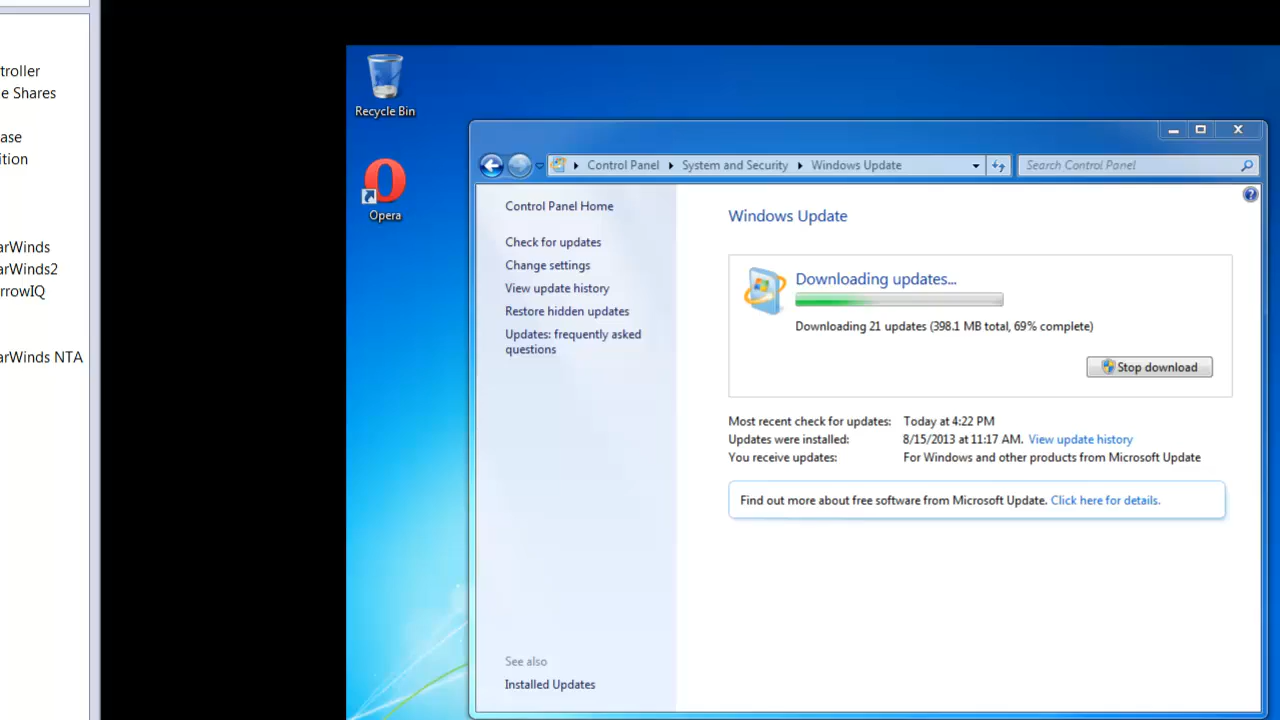 troller
e Shares
ase
ition
arWinds
arWinds2
rrowIQ
arWinds NTA
Recycle Bin
Opera
Control Panel System and Security Windows Update
Search Control Panel
Control Panel Home
Check for updates
Change settings
View update history
Restore hidden updates
Updates: frequently asked
questions
See also
Installed Updates
Windows Update
Downloading updates...
Downloading 21 updates (398.1 MB total, 69% complete)
Stop download
Most recent check for updates: Today at 4:22 PM
Updates were installed: 8/15/2013 at 11:17 AM. View update history
You receive updates: For Windows and other products from Microsoft Update
Find out more about free software from Microsoft Update. Click here for details.